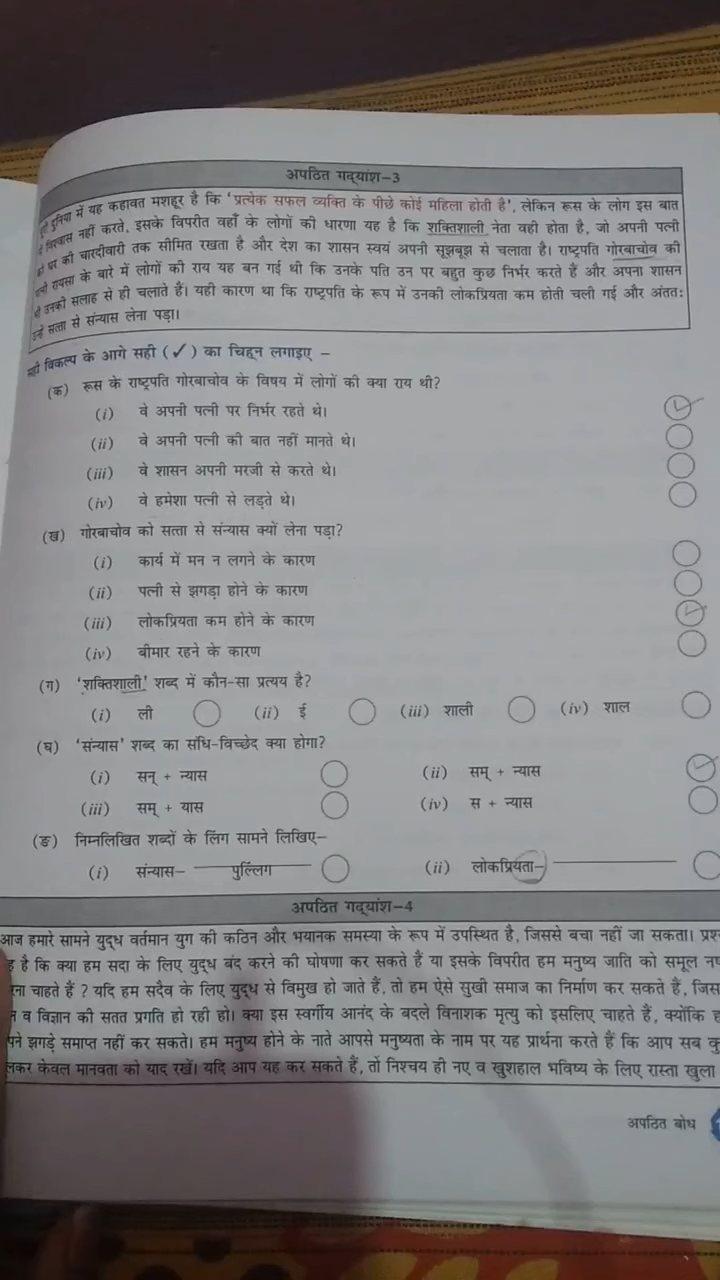 अपठित गद्यांश-3
दुनिया में यह कहावत मशहूर है कि 'प्रत्येक सफल व्यक्ति के पीछे कोई महिला होती है', लेकिन रूस के लोग इस बात
विश्वास नहीं करते, इसके विपरीत वहाँ के लोगों की धारणा यह है कि शक्तिशाली नेता वही होता है, जो अपनी पत्नी
को घर की चारदीवारी तक सीमित रखता है और देश का शासन स्वयं अपनी सूझबूझ से चलाता है। राष्ट्रपति गोरबाचोव की
पत्नी रायसा के बारे में लोगों की राय यह बन गई थी कि उनके पति उन पर बहुत कुछ निर्भर करते हैं और अपना शासन
भी उनकी सलाह से ही चलाते हैं। यही कारण था कि राष्ट्रपति के रूप में उनकी लोकप्रियता कम होती चली गई और अंततः
उन्हें सत्ता से संन्यास लेना पड़ा।
सही विकल्प के आगे सही (✓) का चिह्न लगाइए –
(क) रूस के राष्ट्रपति गोरबाचोव के विषय में लोगों की क्या राय थी?
(i) वे अपनी पत्नी पर निर्भर रहते थे।
(ii) वे अपनी पत्नी की बात नहीं मानते थे।
(iii) वे शासन अपनी मरजी से करते थे।
(iv) वे हमेशा पत्नी से लड़ते थे।
(ख) गोरबाचोव को सत्ता से संन्यास क्यों लेना पड़ा?
(i) कार्य में मन न लगने के कारण
(ii) पत्नी से झगड़ा होने के कारण
(iii) लोकप्रियता कम होने के कारण
(iv) बीमार रहने के कारण
(ग) 'शक्तिशाली' शब्द में कौन-सा प्रत्यय है?
(i) ली (ii) ई (iii) शाली (iv) शाल
(घ) 'संन्यास' शब्द का संधि-विच्छेद क्या होगा?
(i) सन् + न्यास (ii) सम् + न्यास
(iii) सम् + यास (iv) स + न्यास
(ङ) निम्नलिखित शब्दों के लिंग सामने लिखिए–
(i) संन्यास– पुल्लिंग (ii) लोकप्रियता–
अपठित गद्यांश-4
आज हमारे सामने युद्ध वर्तमान युग की कठिन और भयानक समस्या के रूप में उपस्थित है, जिससे बचा नहीं जा सकता।
है कि क्या हम सदा के लिए युद्ध बंद करने की घोषणा कर सकते हैं या इसके विपरीत हम मनुष्य जाति को समूल
चाहते हैं? यदि हम सदैव के लिए युद्ध से विमुख हो जाते हैं, तो हम ऐसे सुखी समाज का निर्माण कर सकते हैं,
व विज्ञान की सतत प्रगति हो रही हो। क्या इस स्वर्गीय आनंद के बदले विनाशक मृत्यु को इसलिए चाहते हैं, क्योंकि
झगड़े समाप्त नहीं कर सकते। हम मनुष्य होने के नाते आपसे मनुष्यता के नाम पर यह प्रार्थना करते हैं कि आप सब
केवल मानवता को याद रखें। यदि आप यह कर सकते हैं, तो निश्चय ही नए व खुशहाल भविष्य के लिए रास्ता खुला
अपठित बोध